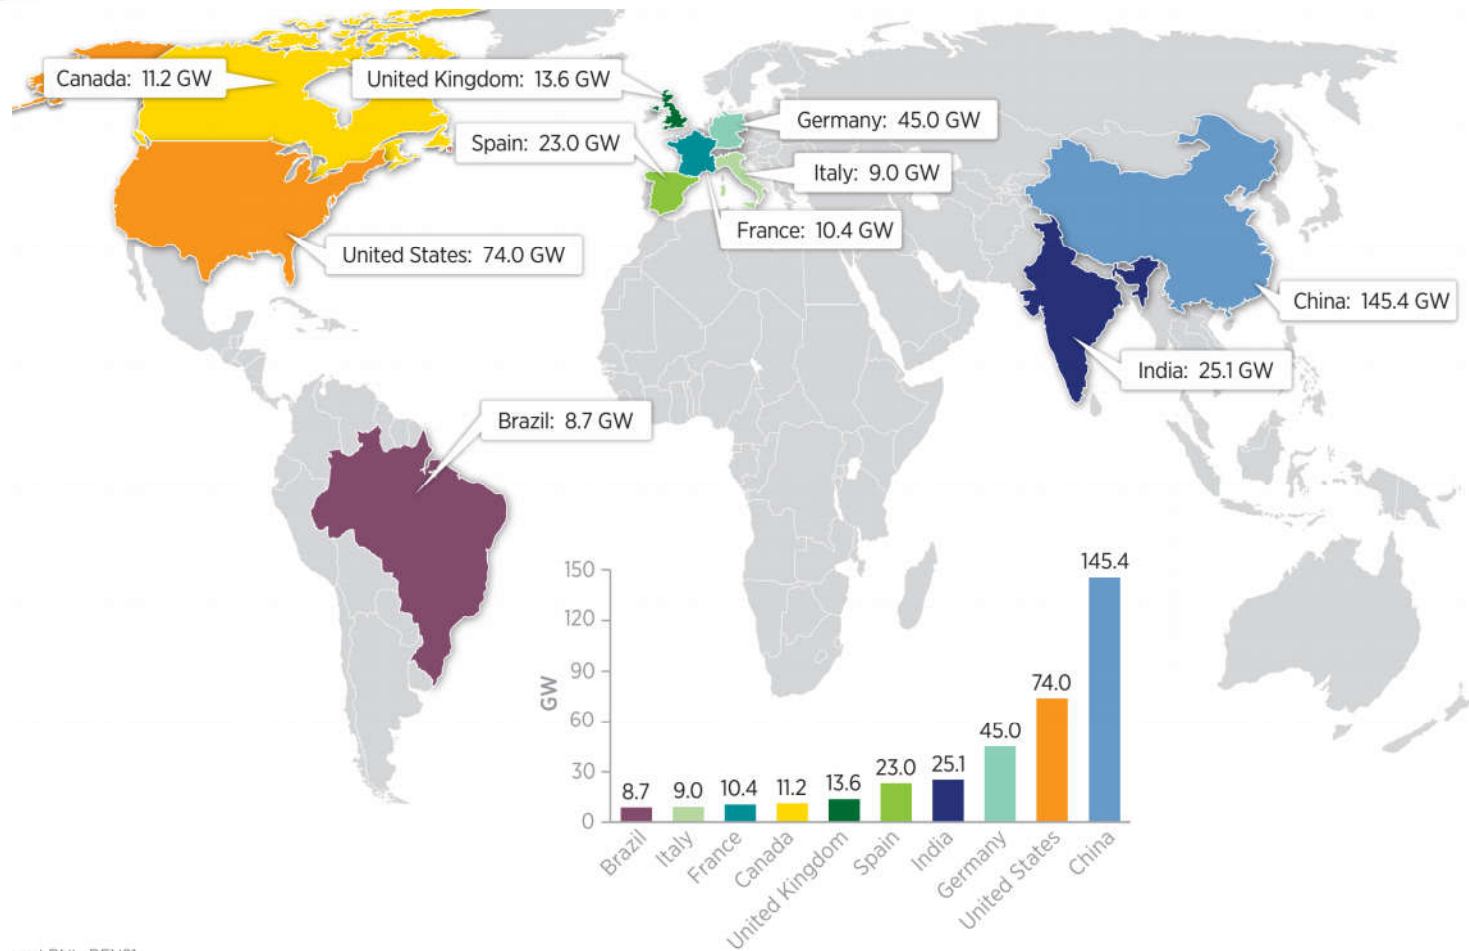 Canada: 11.2 GW
United Kingdom: 13.6 GW
Germany: 45.0 GW
Spain: 23.0 GW
Italy: 9.0 GW
France: 10.4 GW
United States: 74.0 GW
China: 145.4 GW
India: 25.1 GW
Brazil: 8.7 GW
GW
150
120
90
60
30
0
8.7
9.0
10.4
11.2
13.6
23.0
25.1
45.0
74.0
145.4
Brazil
Italy
France
Canada
United Kingdom
Spain
India
Germany
United States
China